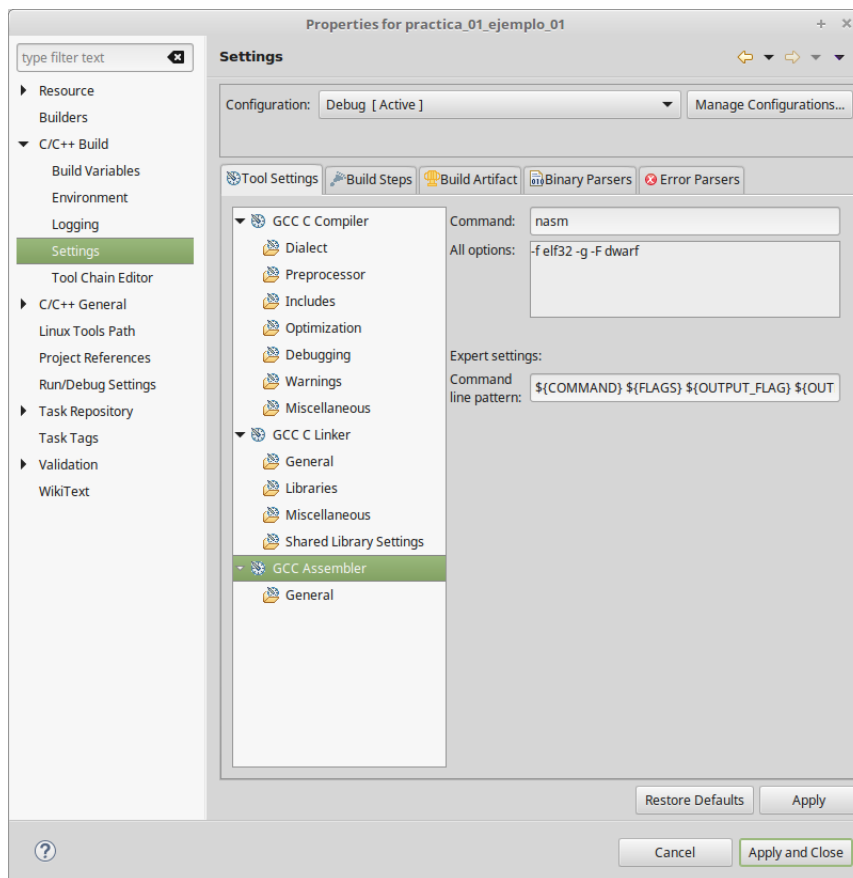 Properties for practica_01_ejemplo_01
type filter text
Resource
Builders
C/C++ Build
Build Variables
Environment
Logging
Settings
Tool Chain Editor
C/C++ General
Linux Tools Path
Project References
Run/Debug Settings
Task Repository
Task Tags
Validation
WikiText
Settings
Configuration: Debug [ Active ] Manage Configurations...
Tool Settings Build Steps Build Artifact Binary Parsers Error Parsers
GCC C Compiler
Dialect
Preprocessor
Includes
Optimization
Debugging
Warnings
Miscellaneous
GCC C Linker
General
Libraries
Miscellaneous
Shared Library Settings
GCC Assembler
General
Command: nasm
All options: -f elf32 -g -F dwarf
Expert settings:
Command
line pattern: ${COMMAND} ${FLAGS} ${OUTPUT_FLAG} ${OUT
Restore Defaults Apply
Cancel Apply and Close